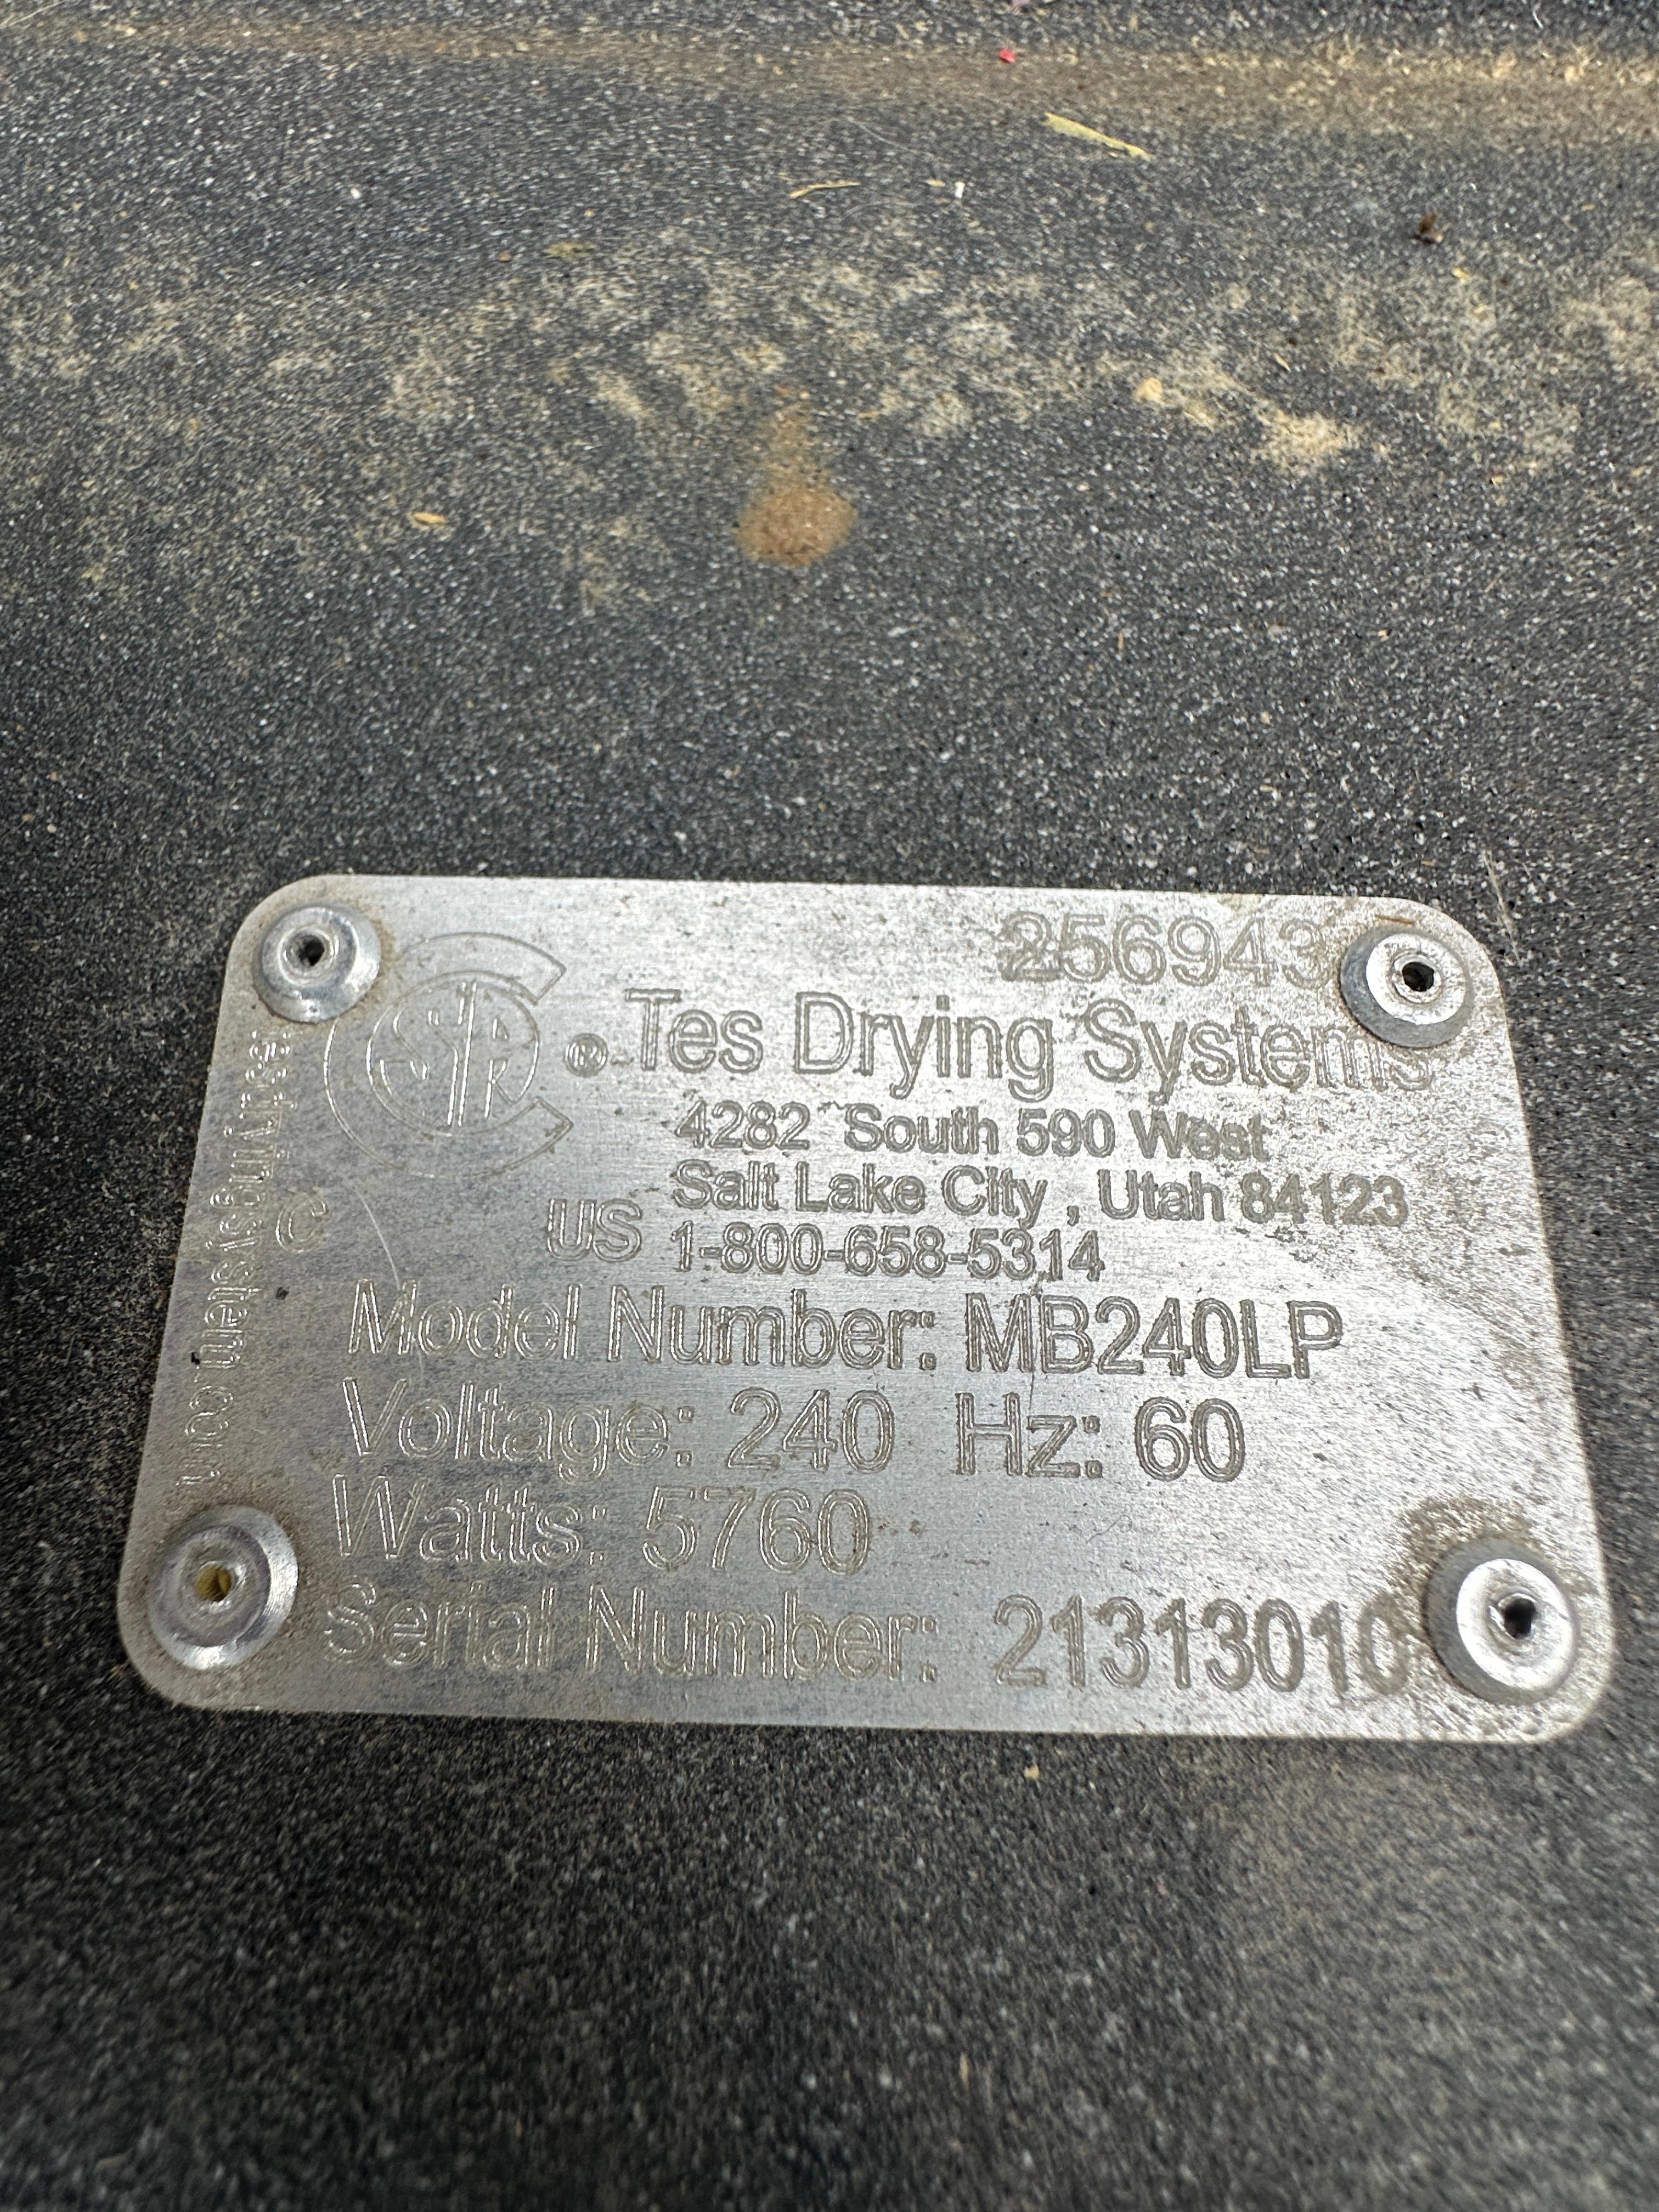 256943
® Tes Drying Systems
4282 South 590 West
Salt Lake City , Utah 84123
C US 1-800-658-5314
Model Number: MB240LP
Voltage: 240 Hz: 60
Watts: 5760
Serial Number: 21313010